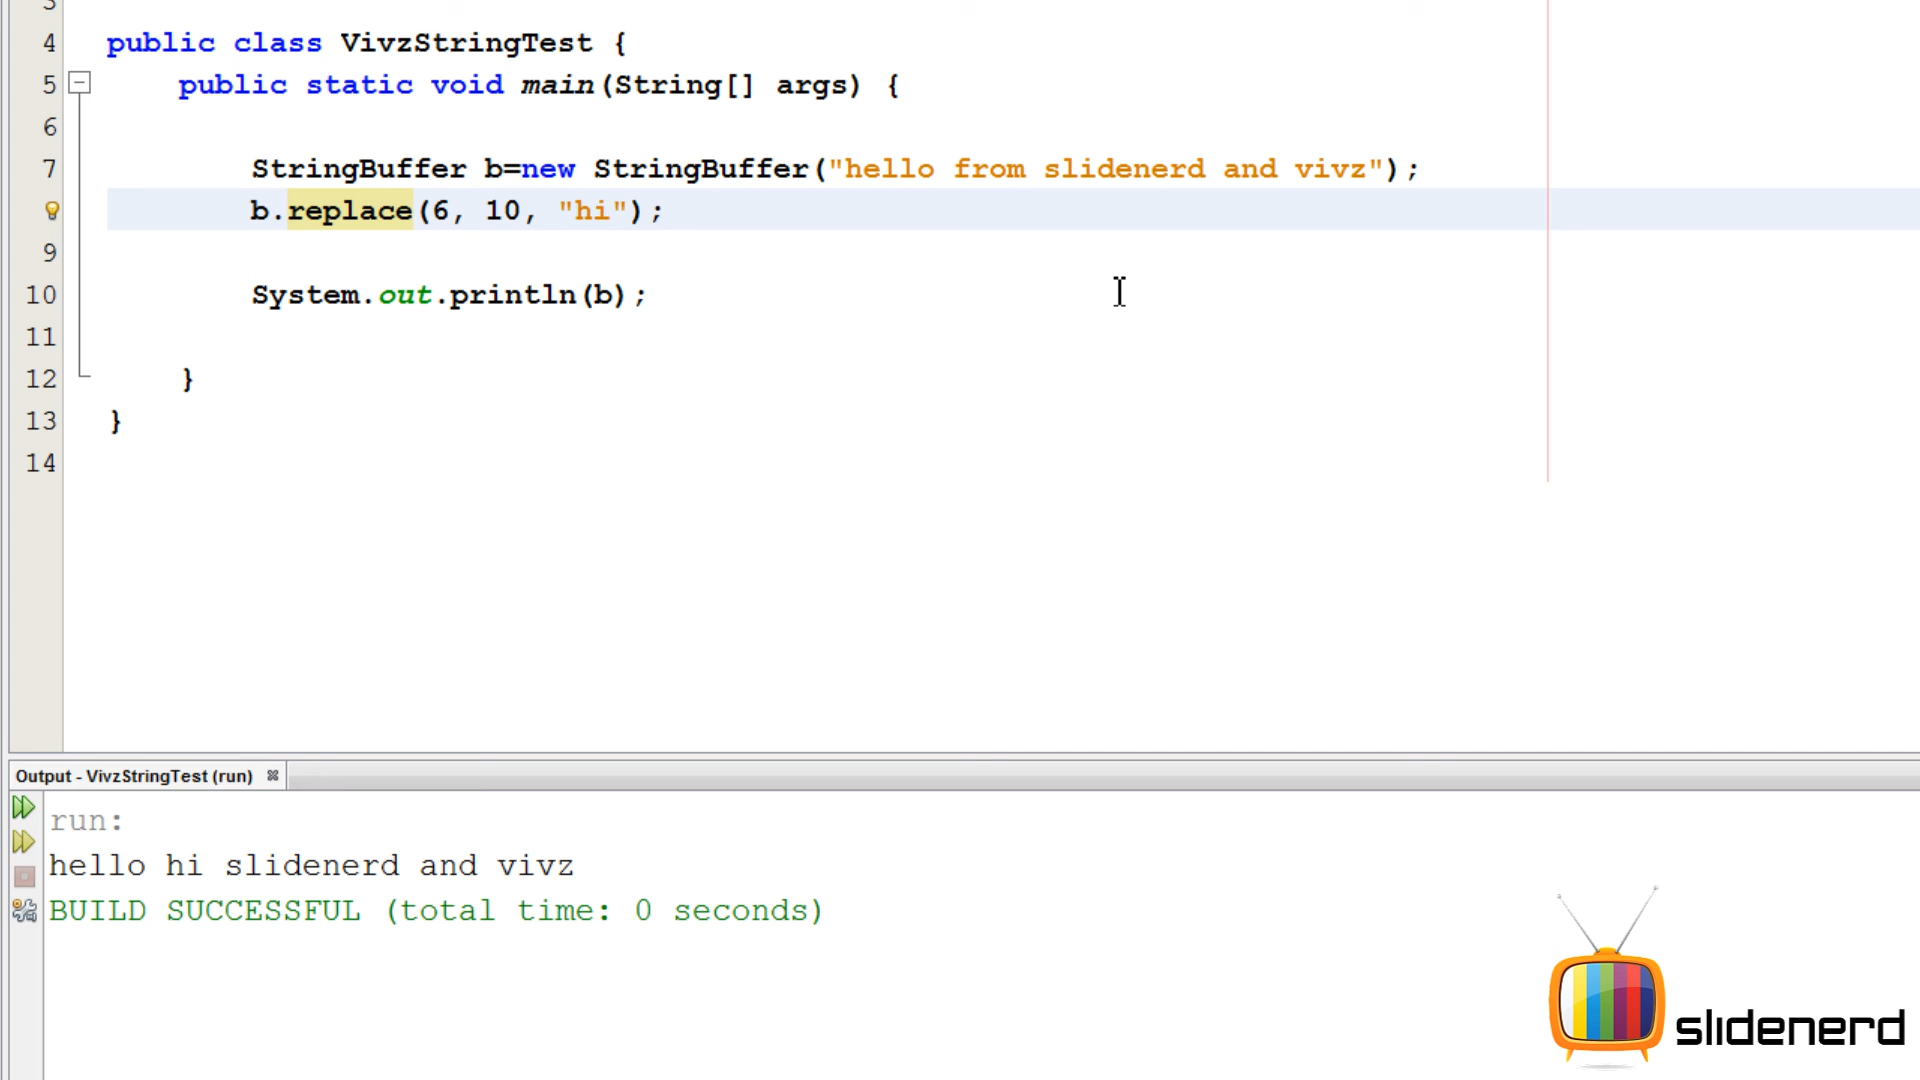 3
4 public class VivzStringTest {
5 public static void main(String[] args) {
6
7 StringBuffer b=new StringBuffer("hello from slidenerd and vivz");
b.replace(6, 10, "hi");
9
10 System.out.println(b);
11
12 }
13 }
14
Output - VivzStringTest (run)
run:
hello hi slidenerd and vivz
BUILD SUCCESSFUL (total time: 0 seconds)
slidenerd